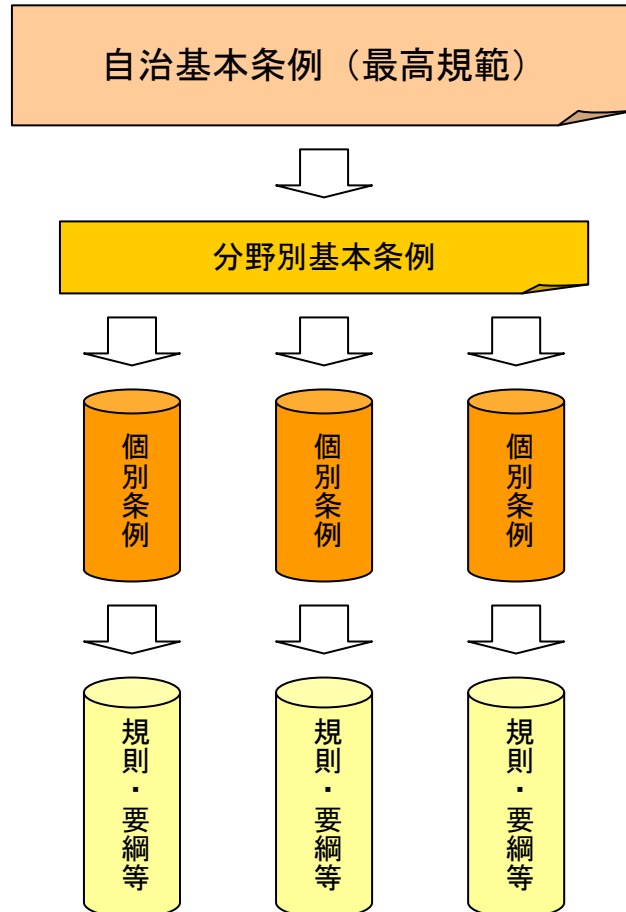 自治基本条例（最高規範）
分野別基本条例
個別条例
個別条例
個別条例
規則・要綱等
規則・要綱等
規則・要綱等